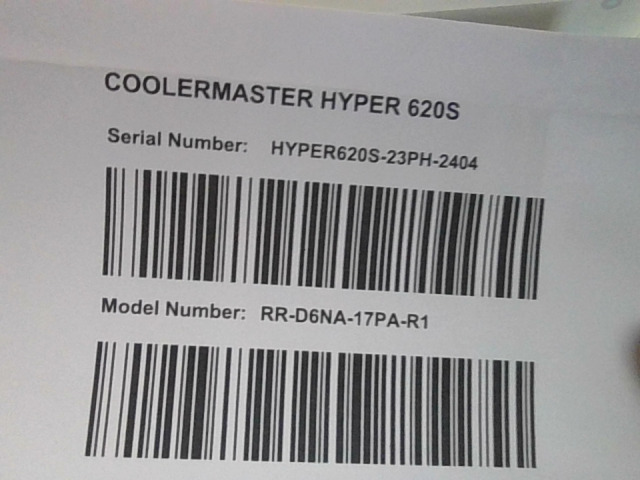 COOLERMASTER HYPER 620S
Serial Number: HYPER620S-23PH-2404
Model Number: RR-D6NA-17PA-R1